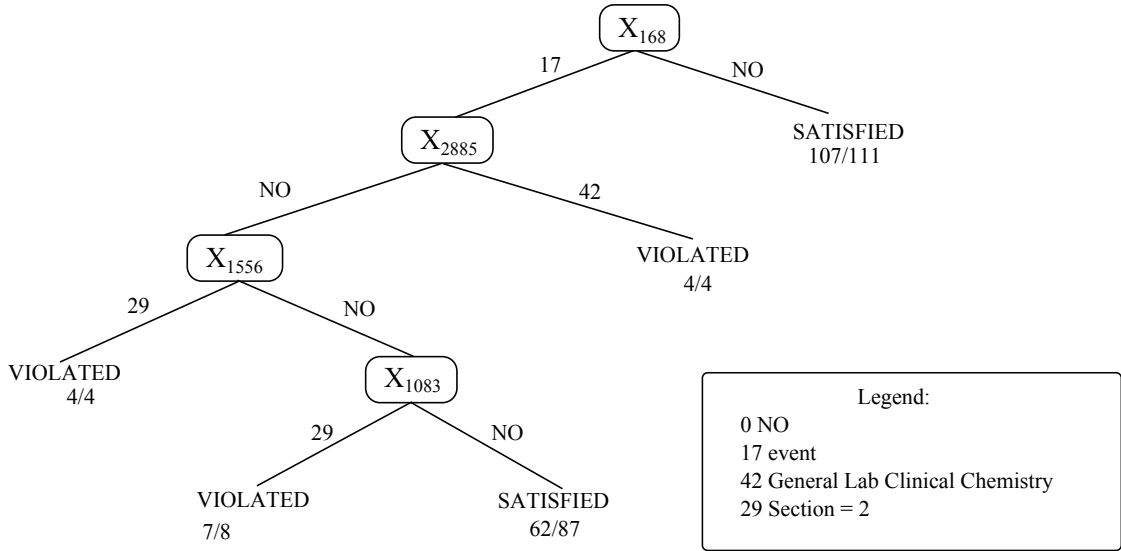 X168
17
NO
SATISFIED
107/111
X2885
NO
42
VIOLATED
4/4
X1556
29
NO
VIOLATED
4/4
X1083
29
NO
VIOLATED
7/8
SATISFIED
62/87
Legend:
0 NO
17 event
42 General Lab Clinical Chemistry
29 Section = 2